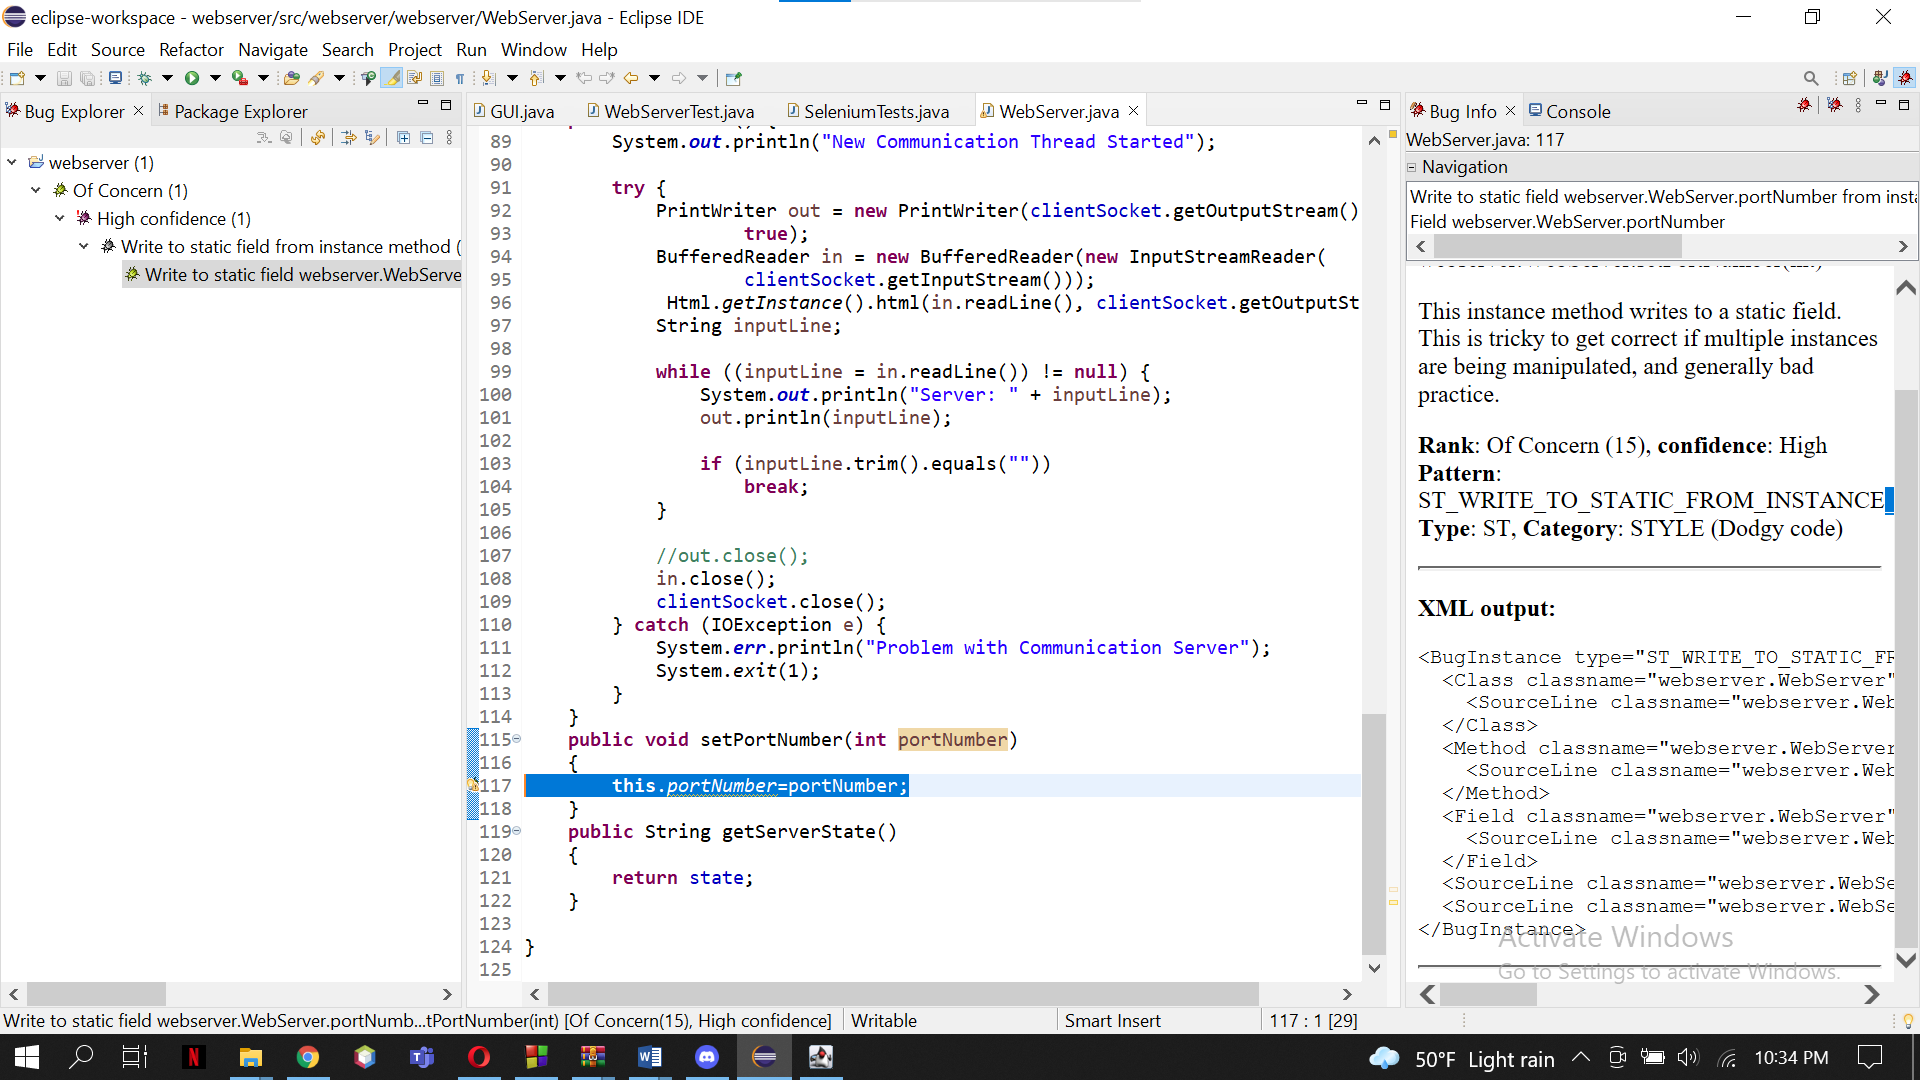 eclipse-workspace - webserver/src/webserver/webserver/WebServer.java - Eclipse IDE
File Edit Source Refactor Navigate Search Project Run Window Help
Bug Explorer Package Explorer
webserver (1)
Of Concern (1)
High confidence (1)
Write to static field from instance method (
Write to static field webserver.WebServe
GUI.java WebServerTest.java SeleniumTests.java WebServer.java
89 System.out.println("New Communication Thread Started");
90
91 try {
92 PrintWriter out = new PrintWriter(clientSocket.getOutputStream()
93 true);
94 BufferedReader in = new BufferedReader(new InputStreamReader(
95 clientSocket.getInputStream()));
96 Html.getInstance().html(in.readLine(), clientSocket.getOutputSt
97 String inputLine;
98
99 while ((inputLine = in.readLine()) != null) {
100 System.out.println("Server: " + inputLine);
101 out.println(inputLine);
102
103 if (inputLine.trim().equals(""))
104 break;
105 }
106
107 //out.close();
108 in.close();
109 clientSocket.close();
110 } catch (IOException e) {
111 System.err.println("Problem with Communication Server");
112 System.exit(1);
113 }
114 }
115 public void setPortNumber(int portNumber)
116 {
117 this.portNumber=portNumber;
118 }
119 public String getServerState()
120 {
121 return state;
122 }
123
124 }
125
Bug Info Console
WebServer.java: 117
Navigation
Write to static field webserver.WebServer.portNumber from insta
Field webserver.WebServer.portNumber
This instance method writes to a static field.
This is tricky to get correct if multiple instances
are being manipulated, and generally bad
practice.
Rank: Of Concern (15), confidence: High
Pattern:
ST_WRITE_TO_STATIC_FROM_INSTANCE_
Type: ST, Category: STYLE (Dodgy code)
XML output:
<BugInstance type="ST_WRITE_TO_STATIC_FR
<Class classname="webserver.WebServer"
<SourceLine classname="webserver.Web
</Class>
<Method classname="webserver.WebServer
<SourceLine classname="webserver.Web
</Method>
<Field classname="webserver.WebServer"
<SourceLine classname="webserver.Web
</Field>
<SourceLine classname="webserver.WebSe
<SourceLine classname="webserver.WebSe
</BugInstance>
Activate Windows
Go to Settings to activate Windows.
Write to static field webserver.WebServer.portNumb...tPortNumber(int) [Of Concern(15), High confidence] Writable Smart Insert 117 : 1 [29]
50°F Light rain 10:34 PM